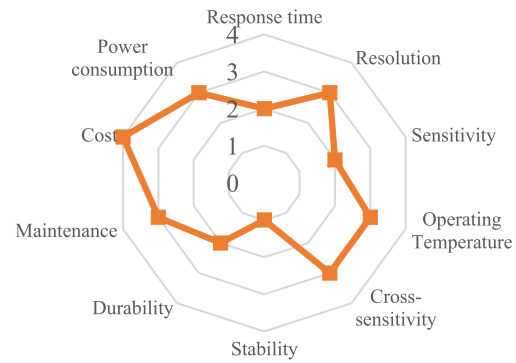 Response time
4
Power
consumption
3
Resolution
2
Cost
1
Sensitivity
0
Maintenance
Operating
Temperature
Durability
Cross-
sensitivity
Stability